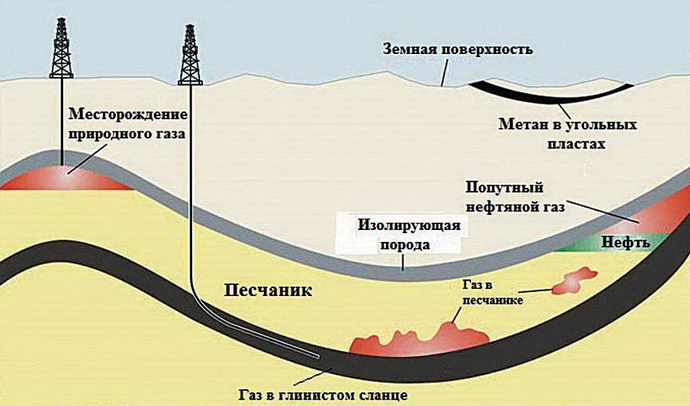 Земная поверхность
Месторождение
природного газа
Метан в угольных
пластах
Попутный
нефтяной газ
Изолирующая
порода
Нефть
Песчаник
Газ в
песчанике
Газ в глинистом сланце